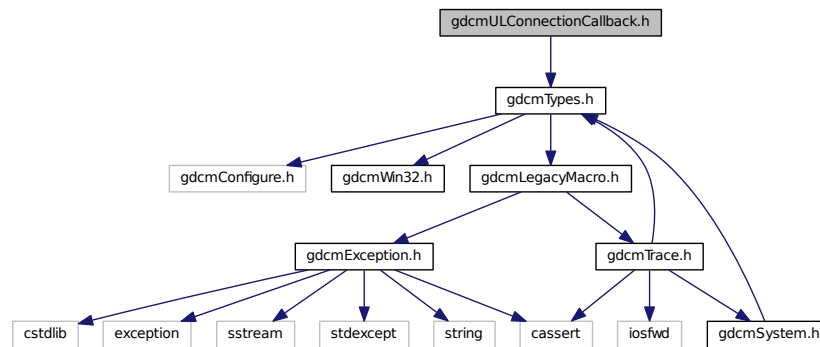 gdcmULConnectionCallback.h
gdcmTypes.h
gdcmConfigure.h
gdcmWin32.h
gdcmLegacyMacro.h
gdcmException.h
gdcmTrace.h
cstdlib
exception
sstream
stdexcept
string
cassert
iosfwd
gdcmSystem.h